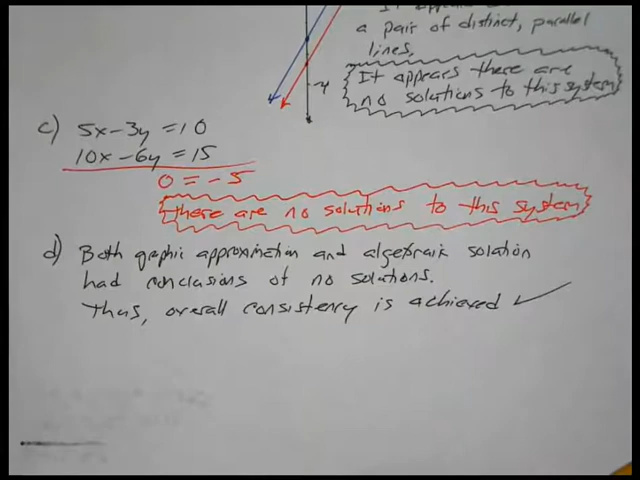 a pair of distinct, parallel
lines.
-4
It appears there are
no solutions to this system
c) 5x-3y =10
10x-6y =15
0 = -5
There are no solutions to this system
d) Both graphic approximation and algebraic solution
had conclusions of no solutions.
Thus, overall consistency is achieved ✓